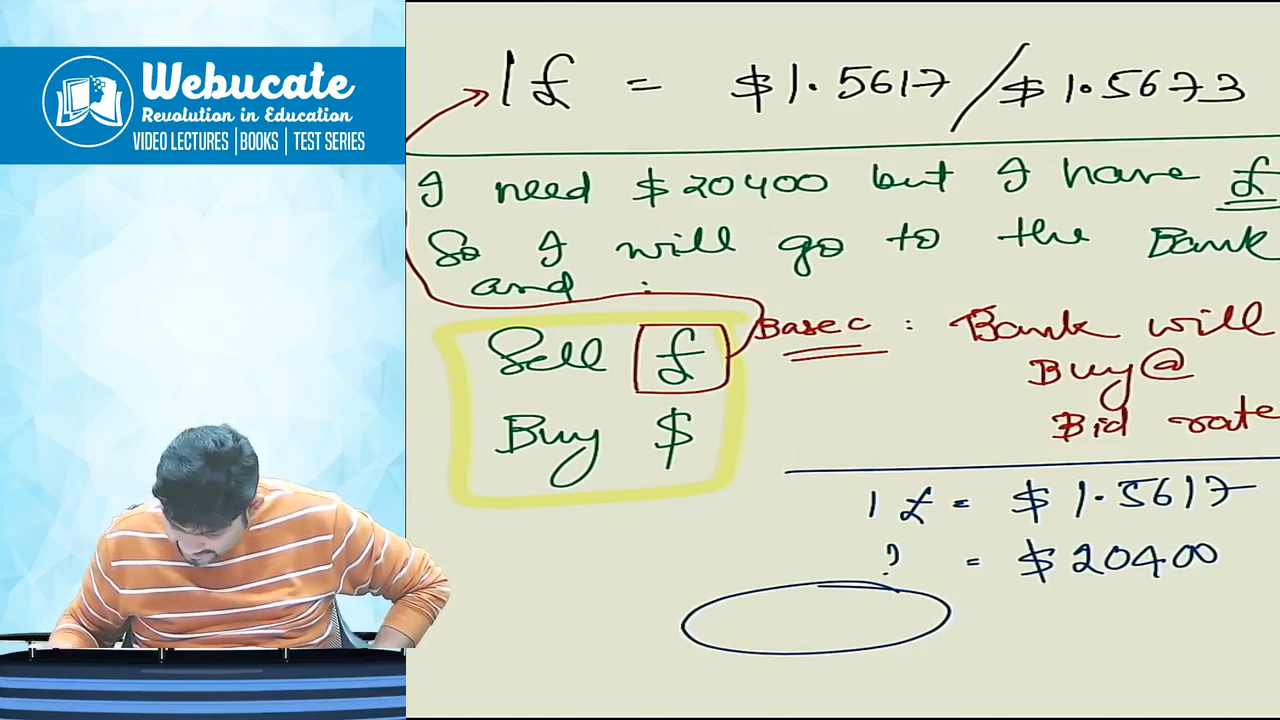 Webucate
Revolution in Education
VIDEO LECTURES | BOOKS | TEST SERIES
1 £ = $ 1.5617 / $ 1.5673
I need $ 20400 but I have £
So I will go to the Bank
and :
Sell £
Buy $
Base c : Bank will
Buy @
Bid rate
1 £ = $ 1.5617
? = $ 20400